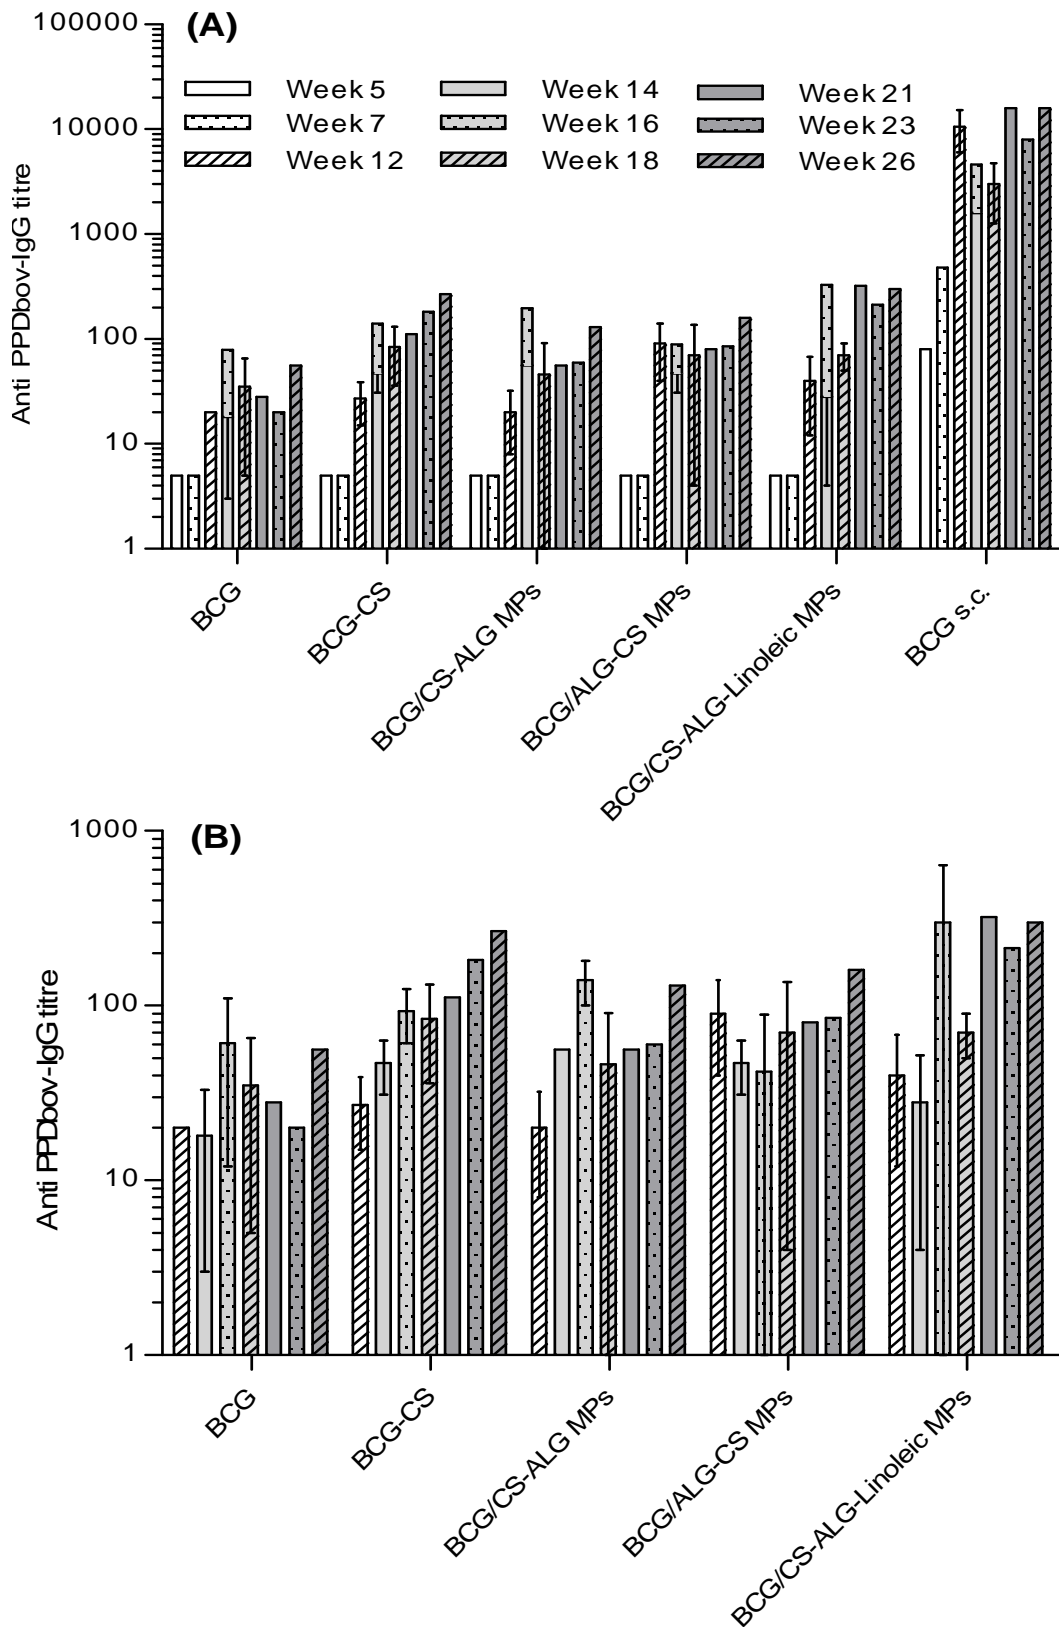 (A)
100000
10000
1000
100
10
1
Anti PPDbov-IgG titre
Week 5
Week 14
Week 21
Week 7
Week 16
Week 23
Week 12
Week 18
Week 26
BCG
BCG-CS
BCG/CS-ALG MPs
BCG/ALG-CS MPs
BCG/CS-ALG-Linoleic MPs
BCG s.c.
(B)
1000
100
10
1
Anti PPDbov-IgG titre
BCG
BCG-CS
BCG/CS-ALG MPs
BCG/ALG-CS MPs
BCG/CS-ALG-Linoleic MPs